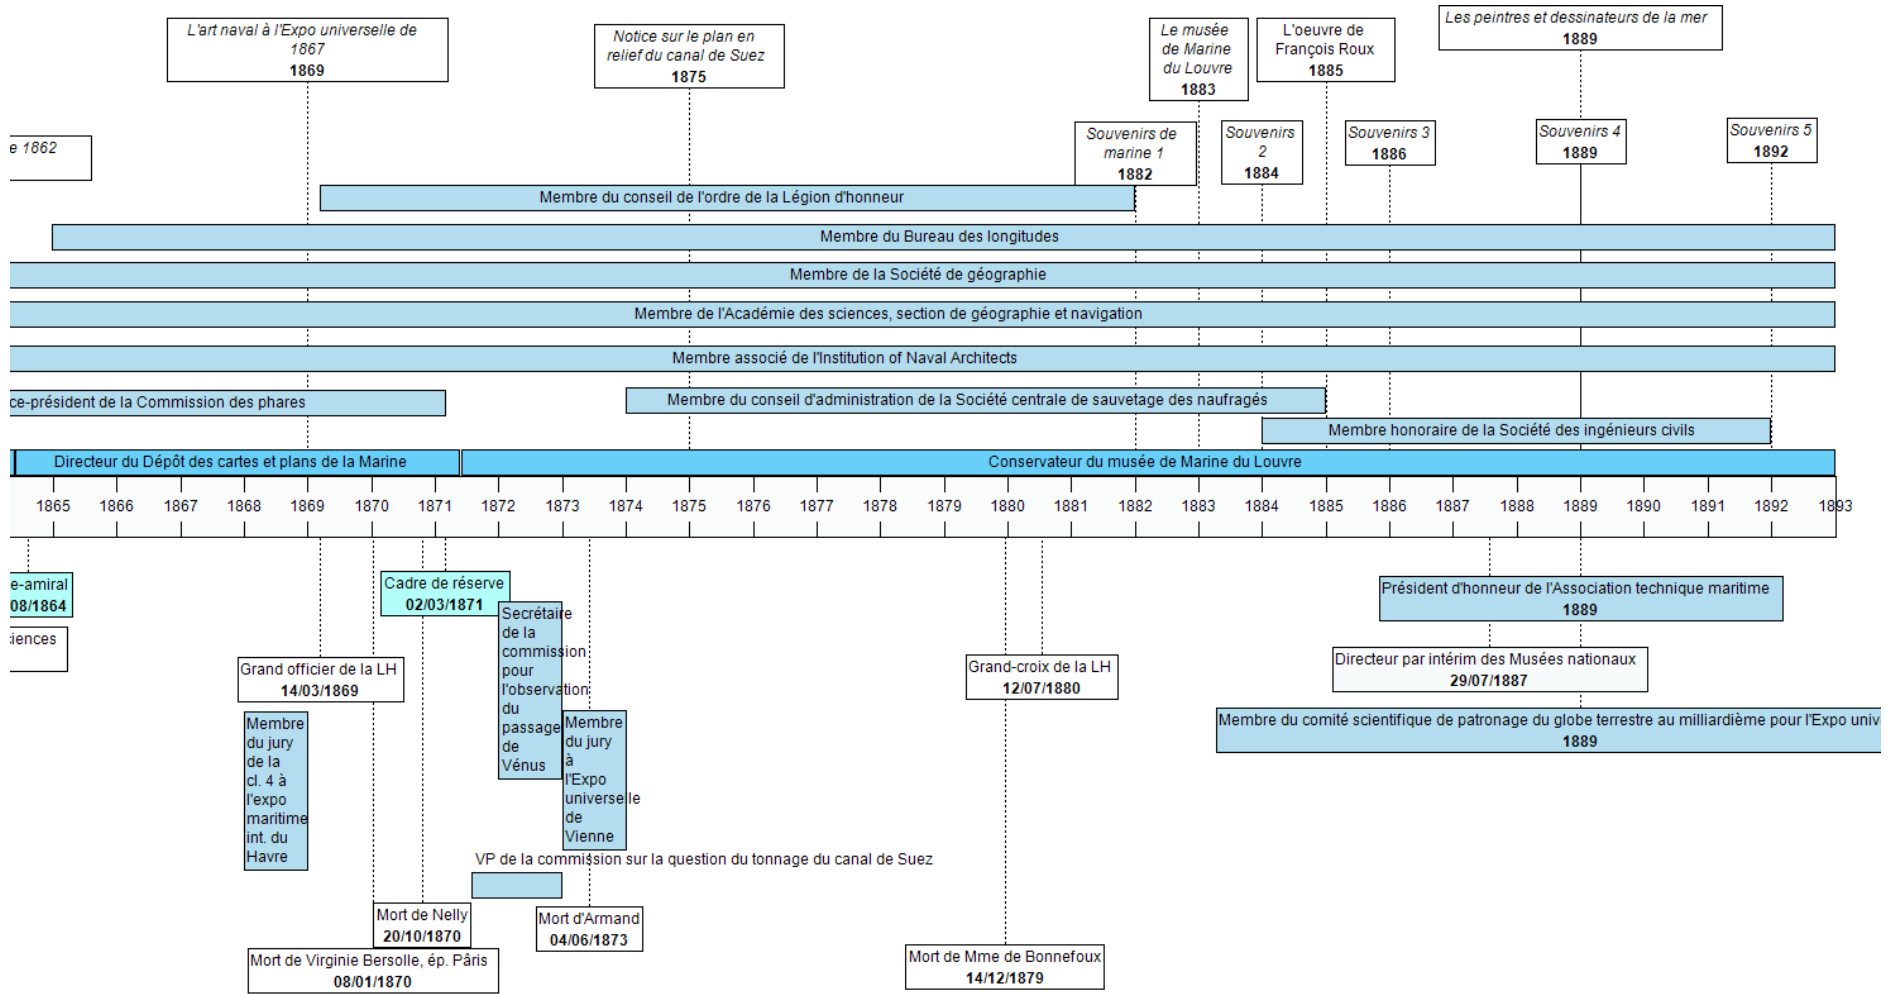 L'art naval à l'Expo universelle de
1867
1869
Notice sur le plan en
relief du canal de Suez
1875
Le musée
de Marine
du Louvre
1883
L'oeuvre de
François Roux
1885
Les peintres et dessinateurs de la mer
1889
e 1862
Souvenirs de
marine 1
1882
Souvenirs
2
1884
Souvenirs 3
1886
Souvenirs 4
1889
Souvenirs 5
1892
Membre du conseil de l'ordre de la Légion d'honneur
Membre du Bureau des longitudes
Membre de la Société de géographie
Membre de l'Académie des sciences, section de géographie et navigation
Membre associé de l'Institution of Naval Architects
ce-président de la Commission des phares
Membre du conseil d'administration de la Société centrale de sauvetage des naufragés
Membre honoraire de la Société des ingénieurs civils
Directeur du Dépôt des cartes et plans de la Marine
Conservateur du musée de Marine du Louvre
1865 1866 1867 1868 1869 1870 1871 1872 1873 1874 1875 1876 1877 1878 1879 1880 1881 1882 1883 1884 1885 1886 1887 1888 1889 1890 1891 1892 1893
e-amiral
08/1864
Cadre de réserve
02/03/1871
Président d'honneur de l'Association technique maritime
1889
iences
Grand officier de la LH
14/03/1869
Secrétaire
de la
commission
pour
l'observation
du
passage
de
Vénus
Grand-croix de la LH
12/07/1880
Directeur par intérim des Musées nationaux
29/07/1887
Membre
du jury
de la
cl. 4 à
l'expo
maritime
int. du
Havre
Membre
du jury
à
l'Expo
universelle
de
Vienne
Membre du comité scientifique de patronage du globe terrestre au milliardième pour l'Expo unive
1889
VP de la commission sur la question du tonnage du canal de Suez
Mort de Nelly
20/10/1870
Mort d'Armand
04/06/1873
Mort de Virginie Bersolle, ép. Pâris
08/01/1870
Mort de Mme de Bonnefoux
14/12/1879